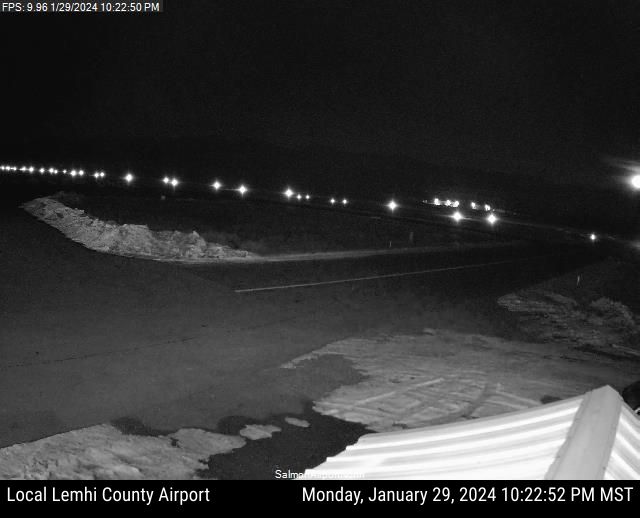 FPS: 9.96 1/29/2024 10:22:50 PM
Local Lemhi County Airport
Monday, January 29, 2024 10:22:52 PM MST